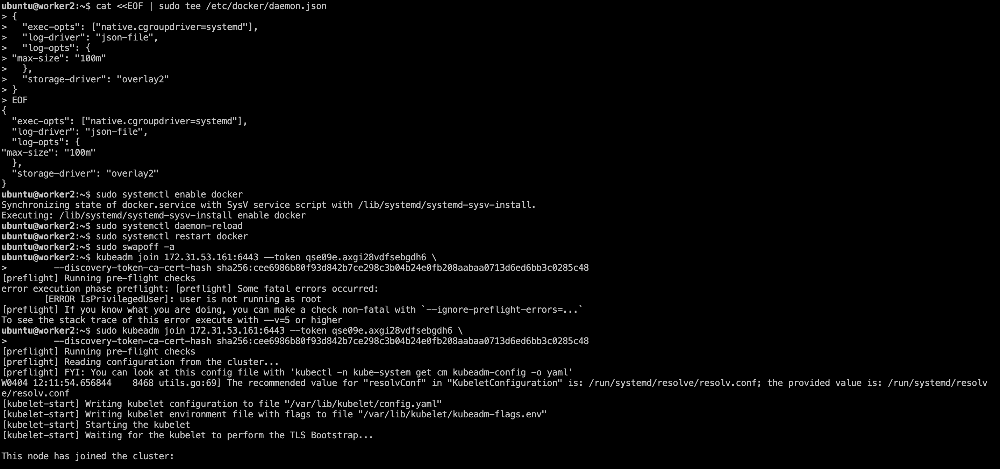 ubuntu@worker2:~$ cat <<EOF | sudo tee /etc/docker/daemon.json
> {
>   "exec-opts": ["native.cgroupdriver=systemd"],
>   "log-driver": "json-file",
>   "log-opts": {
> "max-size": "100m"
>   },
>   "storage-driver": "overlay2"
> }
> EOF
{
  "exec-opts": ["native.cgroupdriver=systemd"],
  "log-driver": "json-file",
  "log-opts": {
"max-size": "100m"
  },
  "storage-driver": "overlay2"
}
ubuntu@worker2:~$ sudo systemctl enable docker
Synchronizing state of docker.service with SysV service script with /lib/systemd/systemd-sysv-install.
Executing: /lib/systemd/systemd-sysv-install enable docker
ubuntu@worker2:~$ sudo systemctl daemon-reload
ubuntu@worker2:~$ sudo systemctl restart docker
ubuntu@worker2:~$ sudo swapoff -a
ubuntu@worker2:~$ kubeadm join 172.31.53.161:6443 --token qse09e.axgi28vdfsebgdh6 \
>         --discovery-token-ca-cert-hash sha256:cee6986b80f93d842b7ce298c3b04b24e0fb208aabaa0713d6ed6bb3c0285c48
[preflight] Running pre-flight checks
error execution phase preflight: [preflight] Some fatal errors occurred:
        [ERROR IsPrivilegedUser]: user is not running as root
[preflight] If you know what you are doing, you can make a check non-fatal with `--ignore-preflight-errors=...`
To see the stack trace of this error execute with --v=5 or higher
ubuntu@worker2:~$ sudo kubeadm join 172.31.53.161:6443 --token qse09e.axgi28vdfsebgdh6 \
>         --discovery-token-ca-cert-hash sha256:cee6986b80f93d842b7ce298c3b04b24e0fb208aabaa0713d6ed6bb3c0285c48
[preflight] Running pre-flight checks
[preflight] Reading configuration from the cluster...
[preflight] FYI: You can look at this config file with 'kubectl -n kube-system get cm kubeadm-config -o yaml'
W0404 12:11:54.656844    8468 utils.go:69] The recommended value for "resolvConf" in "KubeletConfiguration" is: /run/systemd/resolve/resolv.conf; the provided value is: /run/systemd/resolv
e/resolv.conf
[kubelet-start] Writing kubelet configuration to file "/var/lib/kubelet/config.yaml"
[kubelet-start] Writing kubelet environment file with flags to file "/var/lib/kubelet/kubeadm-flags.env"
[kubelet-start] Starting the kubelet
[kubelet-start] Waiting for the kubelet to perform the TLS Bootstrap...

This node has joined the cluster: